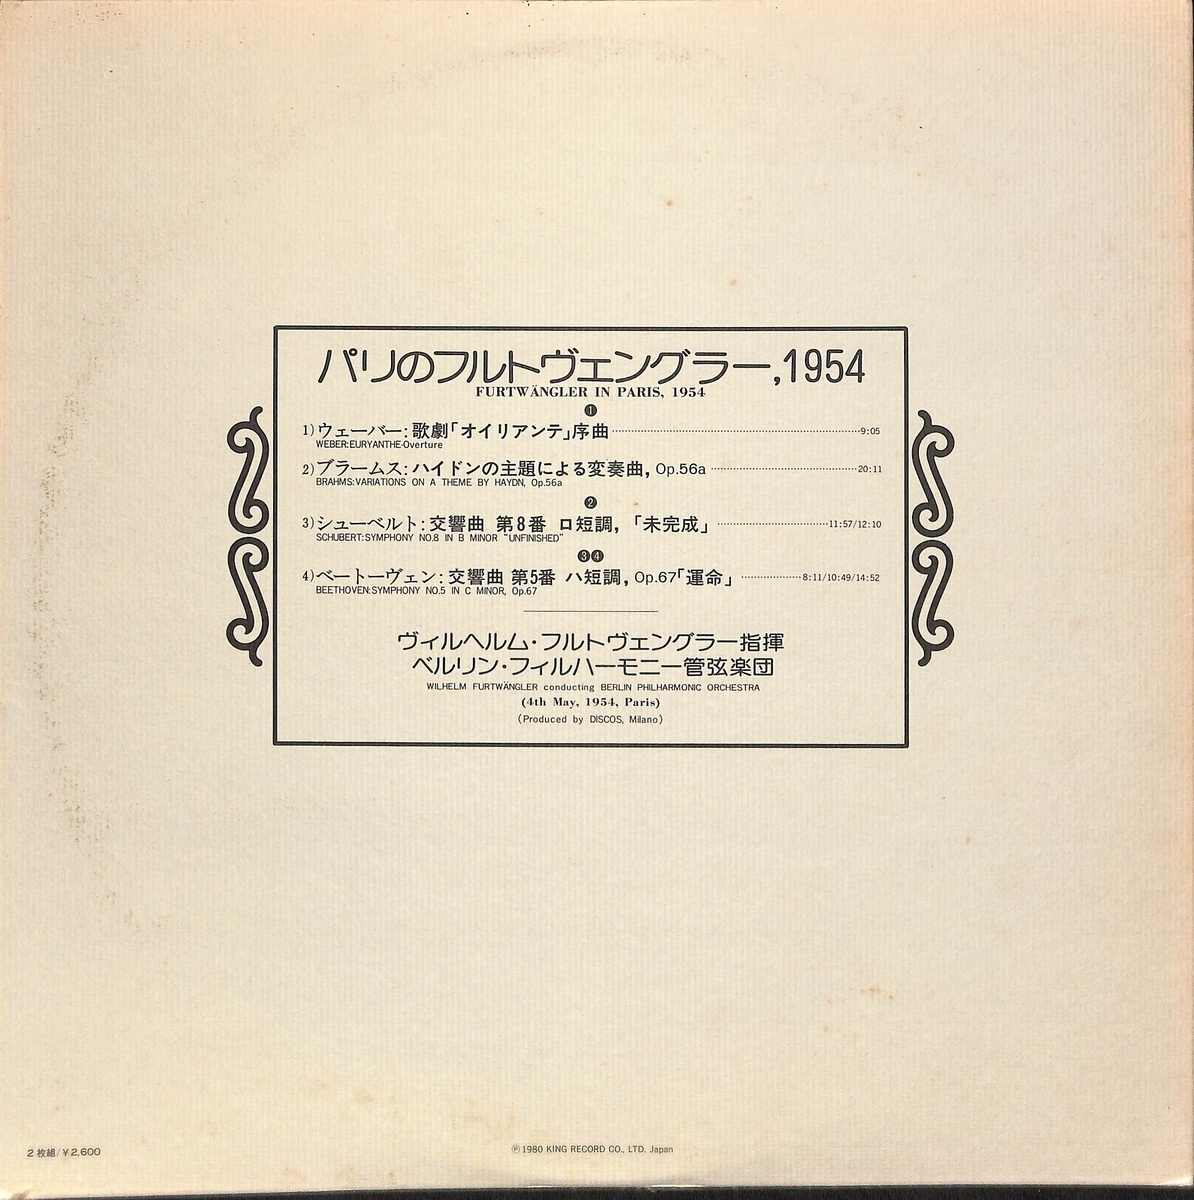 パリのフルトヴェングラー,1954
FURTWÄNGLER IN PARIS, 1954
❶
1)ウェーバー:歌劇「オイリアンテ」序曲 9:05
WEBER:EURYANTHE-Overture
2)ブラームス:ハイドンの主題による変奏曲, Op.56a 20:11
BRAHMS:VARIATIONS ON A THEME BY HAYDN, Op.56a
❷
3)シューベルト:交響曲 第8番 ロ短調, 「未完成」 11:57/12:10
SCHUBERT:SYMPHONY NO.8 IN B MINOR "UNFINISHED"
❸❹
4)ベートーヴェン:交響曲 第5番 ハ短調, Op.67「運命」 8:11/10:49/14:52
BEETHOVEN:SYMPHONY NO.5 IN C MINOR, Op.67
ヴィルヘルム・フルトヴェングラー指揮
ベルリン・フィルハーモニー管弦楽団
WILHELM FURTWÄNGLER conducting BERLIN PHILHARMONIC ORCHESTRA
(4th May, 1954, Paris)
(Produced by DISCOS, Milano)
2枚組/¥2,600
Ⓟ1980 KING RECORD CO., LTD. Japan